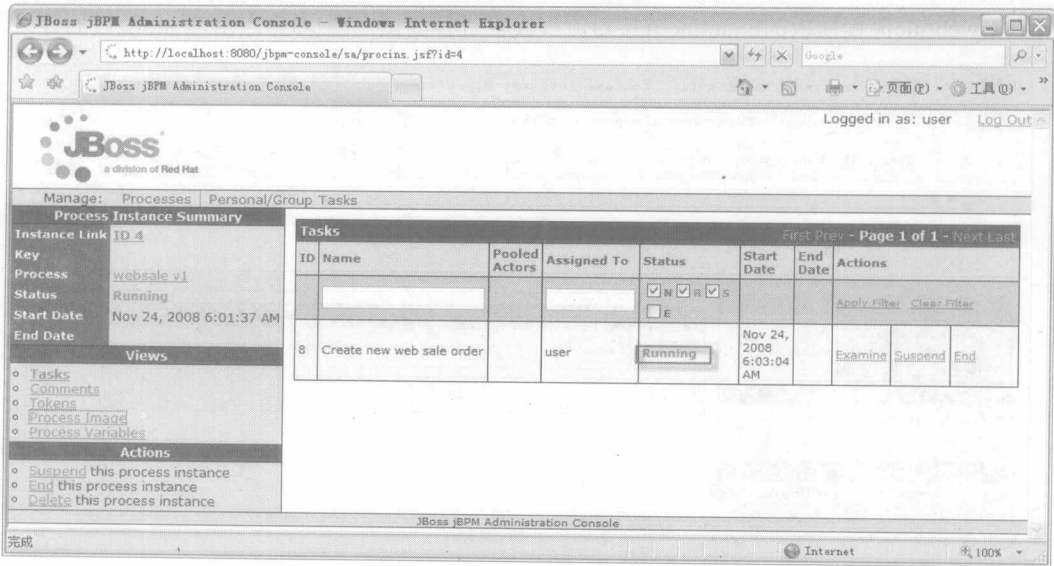 JBoss jBPM Administration Console - Windows Internet Explorer
http://localhost:8080/jbpm-console/sa/procins.jsf?id=4
Google
JBoss jBPM Administration Console
页面(P)
工具(O)
Logged in as: user Log Out
JBoss
a division of Red Hat
Manage: Processes Personal/Group Tasks
Process Instance Summary
Instance Link ID 4
Key
Process websale v1
Status Running
Start Date Nov 24, 2008 6:01:37 AM
End Date
Views
Tasks
Comments
Tokens
Process Image
Process Variables
Actions
Suspend this process instance
End this process instance
Delete this process instance
Tasks First Prev - Page 1 of 1 - Next Last
ID Name Pooled Actors Assigned To Status Start Date End Date Actions
N R S
E
Apply Filter Clear Filter
8 Create new web sale order user Running Nov 24, 2008 6:03:04 AM Examine Suspend End
JBoss jBPM Administration Console
完成 Internet 100%